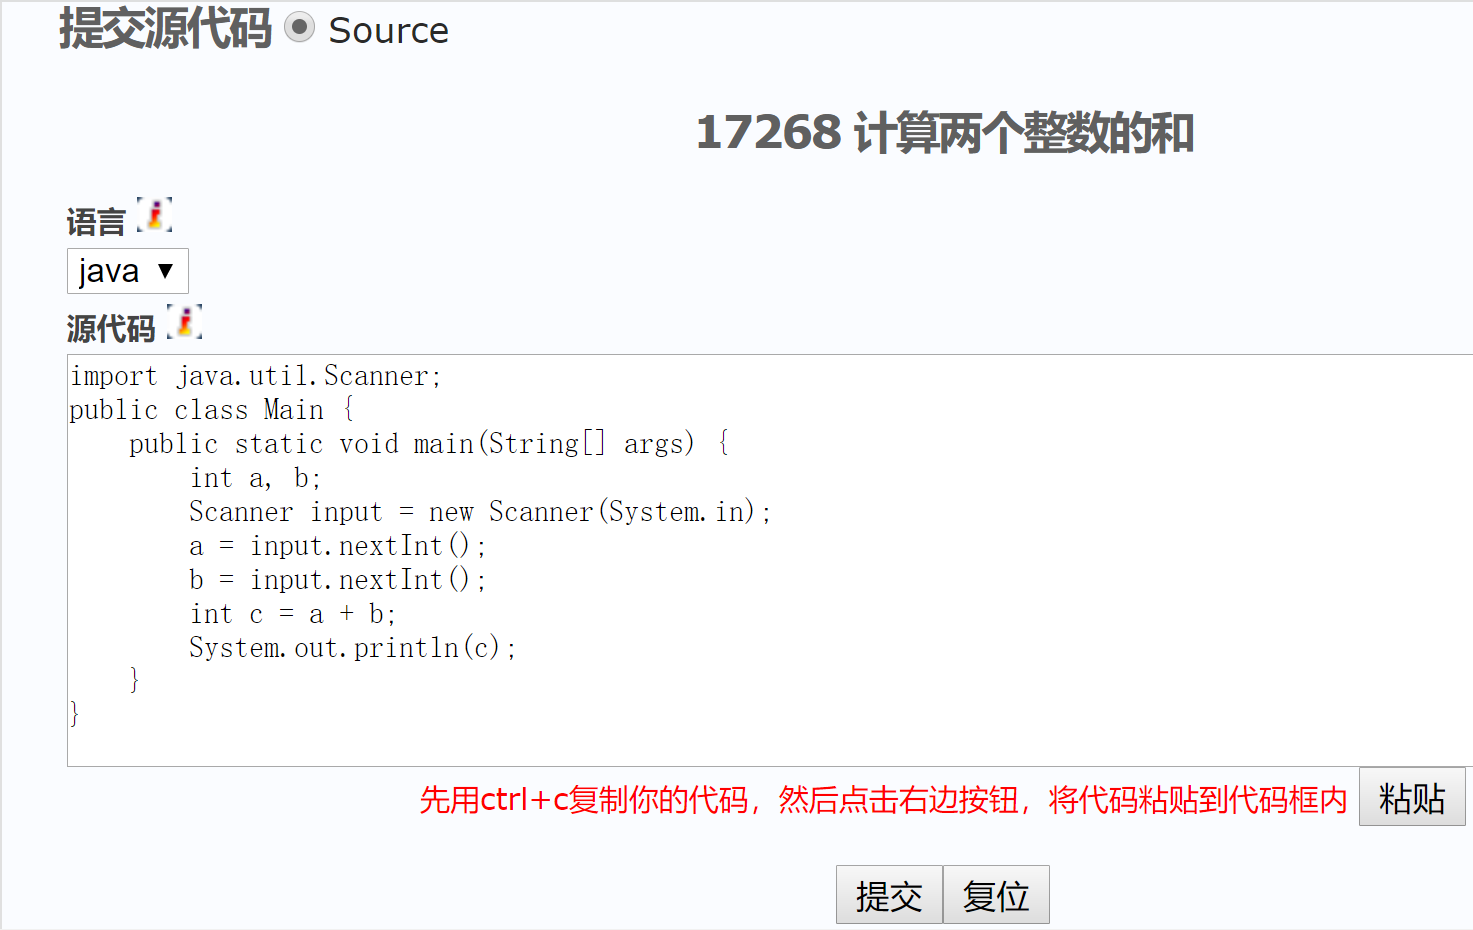 提交源代码 Source
17268 计算两个整数的和
语言
java
源代码
import java.util.Scanner;
public class Main {
    public static void main(String[] args) {
        int a, b;
        Scanner input = new Scanner(System.in);
        a = input.nextInt();
        b = input.nextInt();
        int c = a + b;
        System.out.println(c);
    }
}
先用ctrl+c复制你的代码，然后点击右边按钮，将代码粘贴到代码框内 粘贴
提交 复位